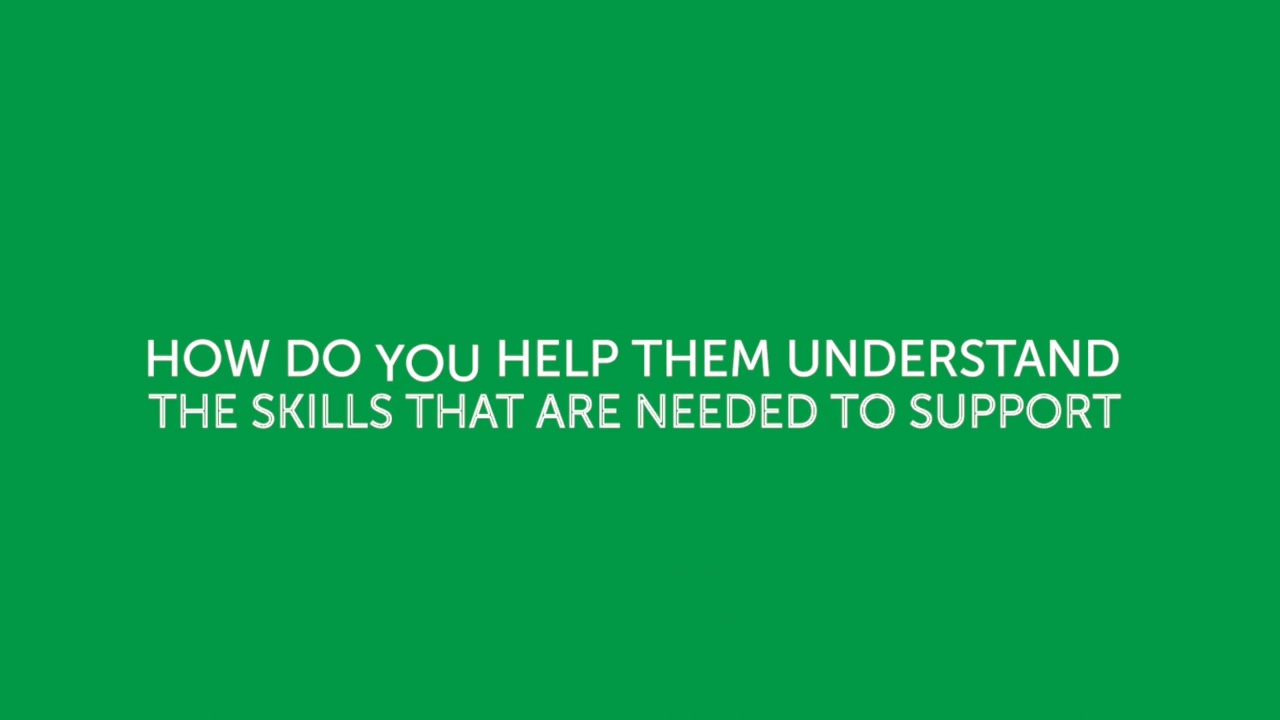 HOW DO YOU HELP THEM UNDERSTAND
THE SKILLS THAT ARE NEEDED TO SUPPORT